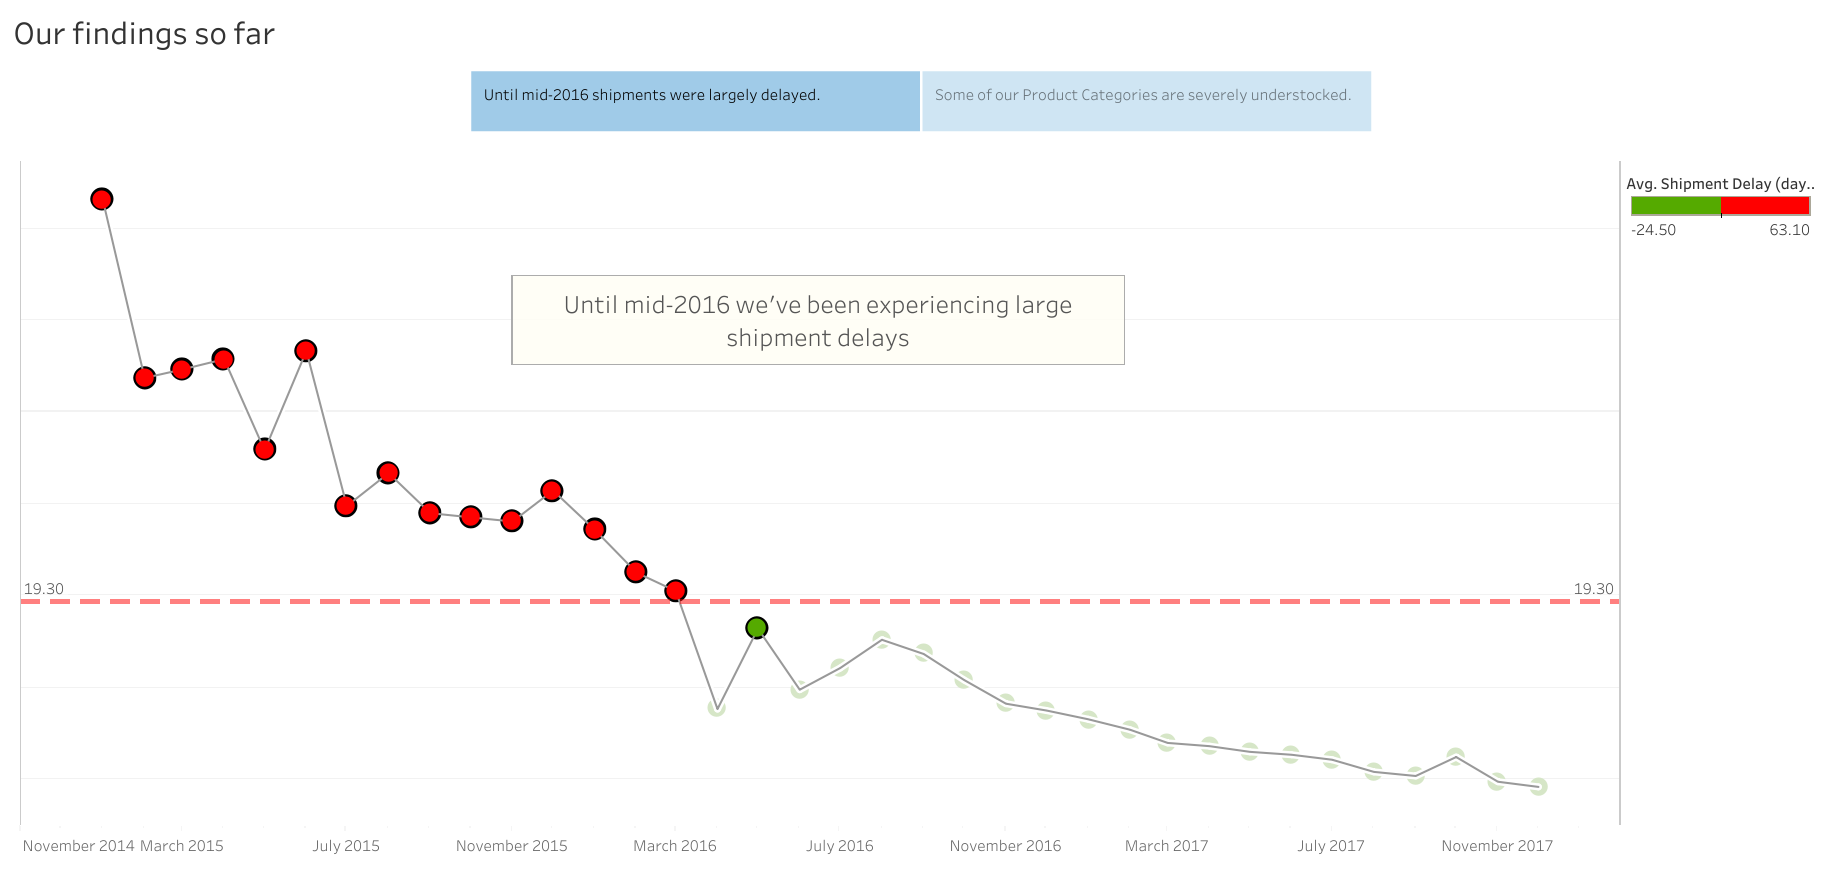 Our findings so far
Until mid-2016 shipments were largely delayed.
Some of our Product Categories are severely understocked.
Avg. Shipment Delay (day..
-24.50 63.10
Until mid-2016 we've been experiencing large
shipment delays
19.30 19.30
November 2014 March 2015 July 2015 November 2015 March 2016 July 2016 November 2016 March 2017 July 2017 November 2017